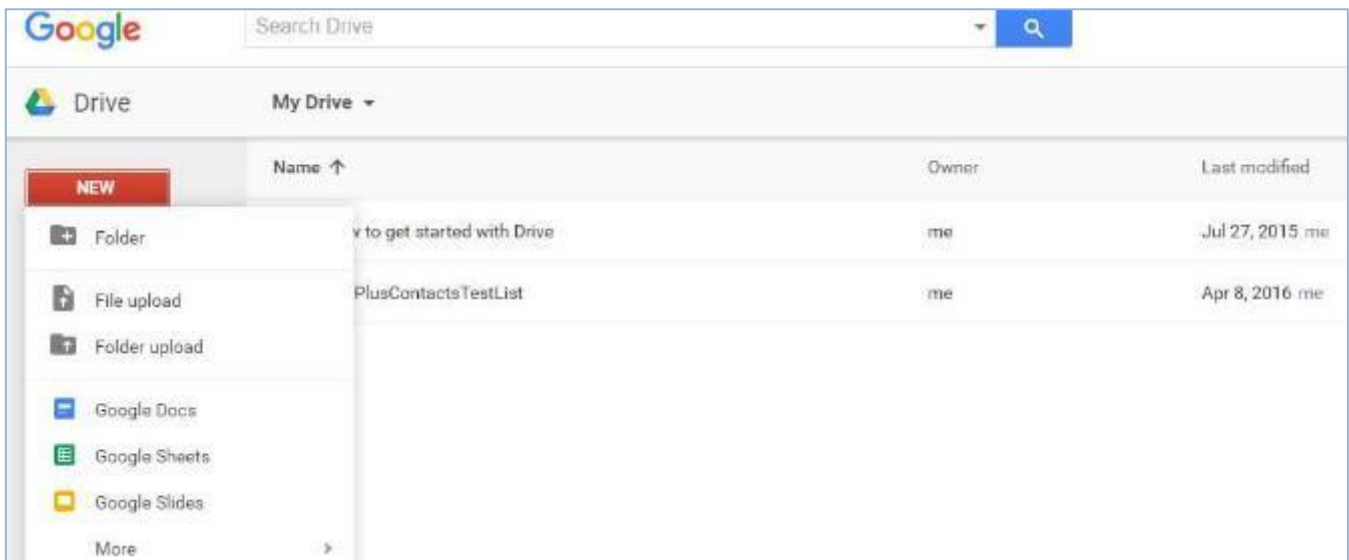 Google Search Drive
Drive My Drive
Name Owner Last modified
NEW
Folder
to get started with Drive me Jul 27, 2015 me
File upload
PlusContactsTestList me Apr 8, 2016 me
Folder upload
Google Docs
Google Sheets
Google Slides
More